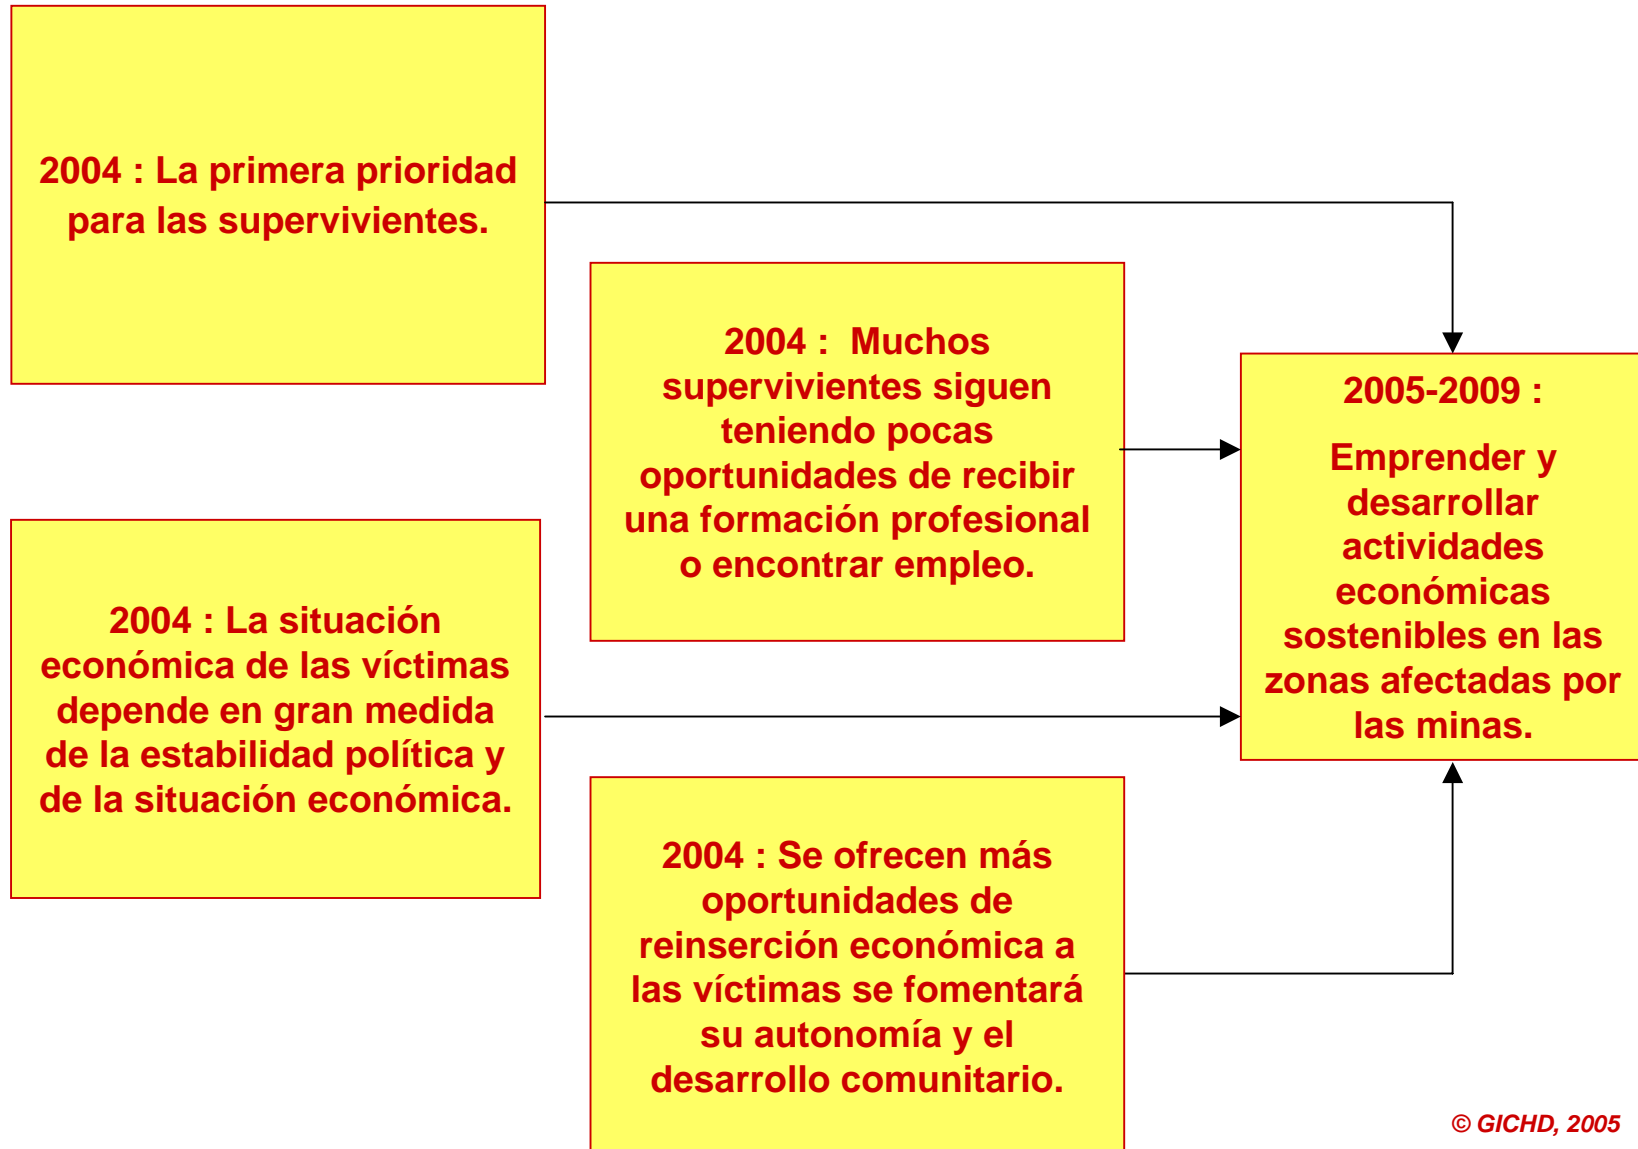 2004 : La primera prioridad
para las supervivientes.
2004 :  Muchos
supervivientes siguen
teniendo pocas
oportunidades de recibir
una formación profesional
o encontrar empleo.
2004 : La situación
económica de las víctimas
depende en gran medida
de la estabilidad política y
de la situación económica.
2004 : Se ofrecen más
oportunidades de
reinserción económica a
las víctimas se fomentará
su autonomía y el
desarrollo comunitario.
2005-2009 :
Emprender y
desarrollar
actividades
económicas
sostenibles en las
zonas afectadas por
las minas.
© GICHD, 2005